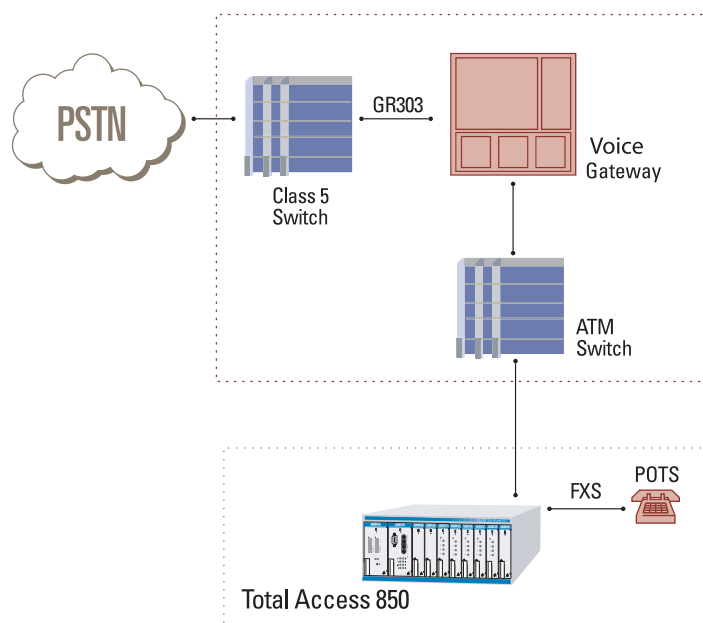 PSTN
GR303
Class 5
Switch
Voice
Gateway
ATM
Switch
FXS
POTS
Total Access 850